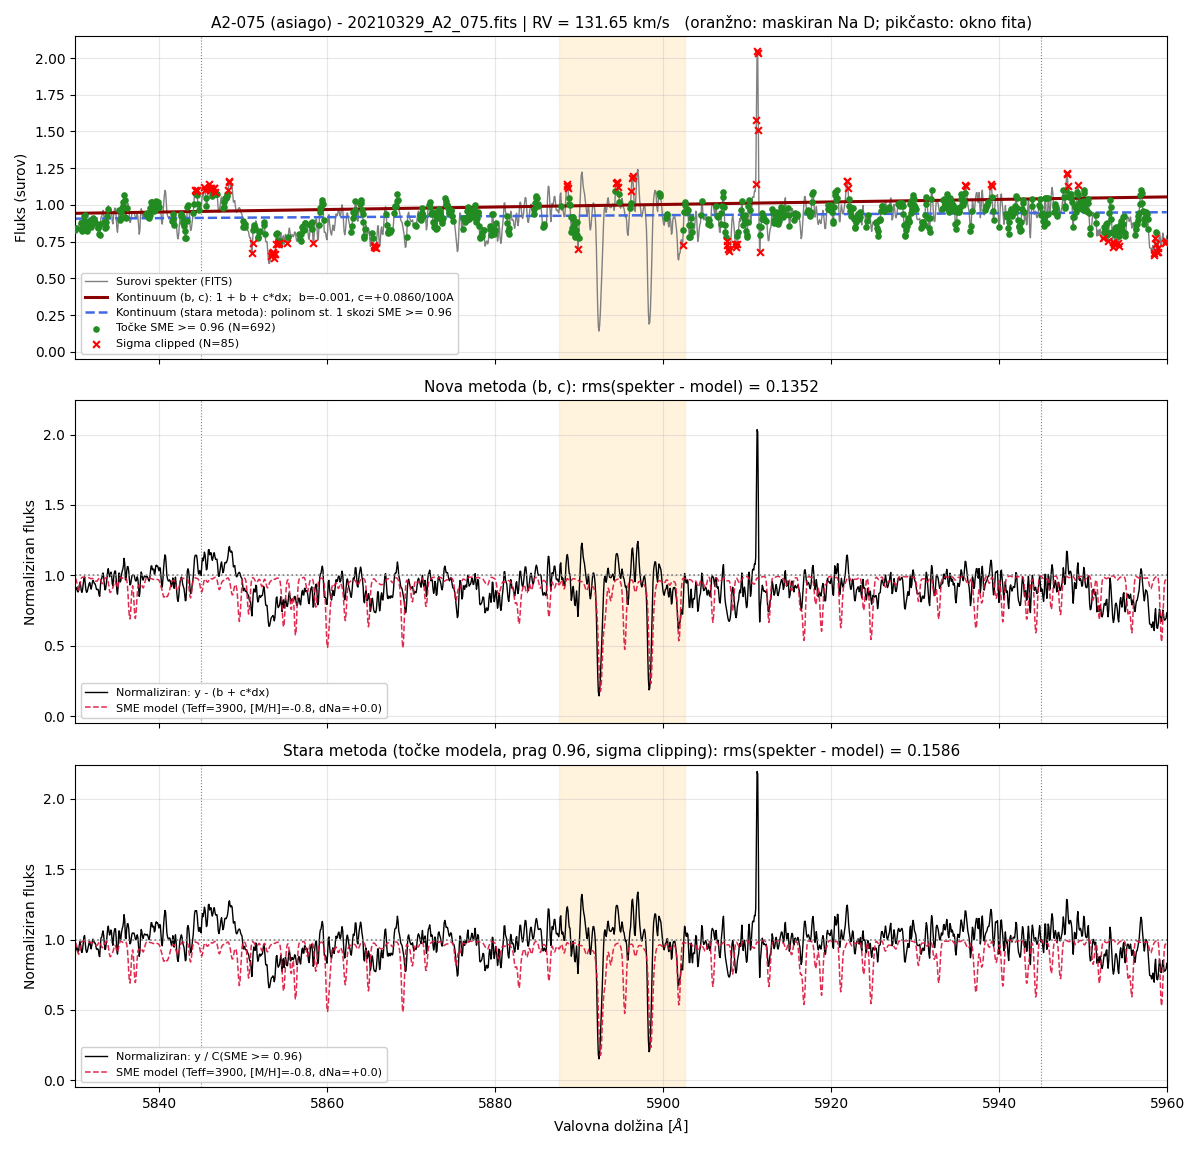 A2-075 (asiago) - 20210329_A2_075.fits | RV = 131.65 km/s   (oranžno: maskiran Na D; pikčasto: okno fita)
Fluks (surov)
2.00
1.75
1.50
1.25
1.00
0.75
0.50
0.25
0.00
Surovi spekter (FITS)
Kontinuum (b, c): 1 + b + c*dx;  b=-0.001, c=+0.0860/100A
Kontinuum (stara metoda): polinom st. 1 skozi SME >= 0.96
Točke SME >= 0.96 (N=692)
Sigma clipped (N=85)
Nova metoda (b, c): rms(spekter - model) = 0.1352
Normaliziran fluks
2.0
1.5
1.0
0.5
0.0
Normaliziran: y - (b + c*dx)
SME model (Teff=3900, [M/H]=-0.8, dNa=+0.0)
Stara metoda (točke modela, prag 0.96, sigma clipping): rms(spekter - model) = 0.1586
Normaliziran fluks
2.0
1.5
1.0
0.5
0.0
Normaliziran: y / C(SME >= 0.96)
SME model (Teff=3900, [M/H]=-0.8, dNa=+0.0)
5840 5860 5880 5900 5920 5940 5960
Valovna dolžina [Å]